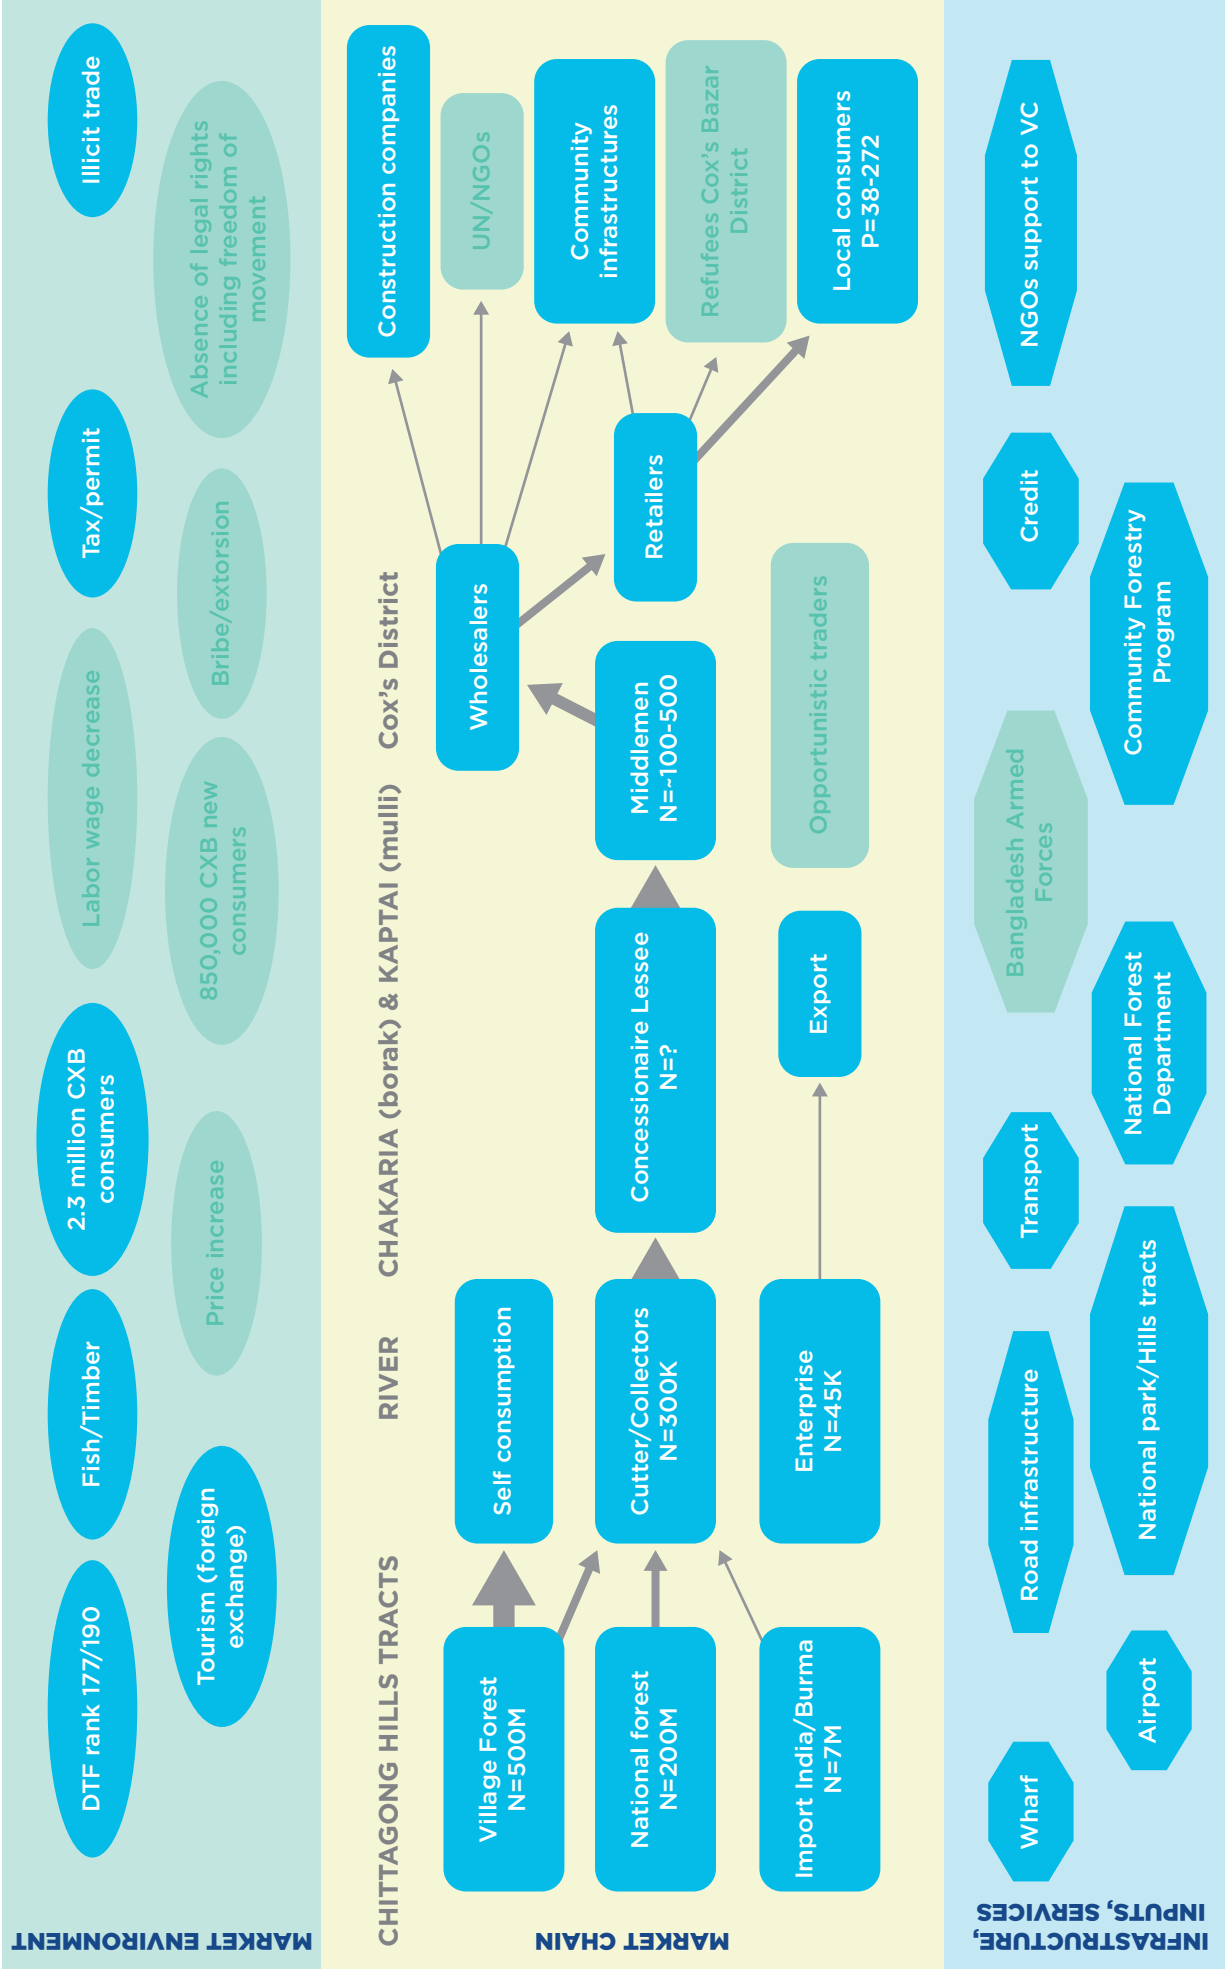 MARKET ENVIRONMENT
DTF rank 177/190
Fish/Timber
2.3 million CXB
consumers
Labor wage decrease
Tax/permit
Illicit trade
Tourism (foreign
exchange)
Price increase
850,000 CXB new
consumers
Bribe/extorsion
Absence of legal rights
including freedom of
movement
MARKET CHAIN
CHITTAGONG HILLS TRACTS
RIVER
CHAKARIA (borak) & KAPTAI (mulli)
Cox's District
Village Forest
N=500M
National forest
N=200M
Import India/Burma
N=7M
Self consumption
Cutter/Collectors
N=300K
Enterprise
N=45K
Concessionaire Lessee
N=?
Export
Middlemen
N=~100-500
Opportunistic traders
Wholesalers
Retailers
Construction companies
UN/NGOs
Community
infrastructures
Refufees Cox's Bazar
District
Local consumers
P=38-272
INFRASTRUCTURE,
INPUTS, SERVICES
Wharf
Road infrastructure
Transport
Bangladesh Armed
Forces
Credit
NGOs support to VC
Airport
National park/Hills tracts
National Forest
Department
Community Forestry
Program